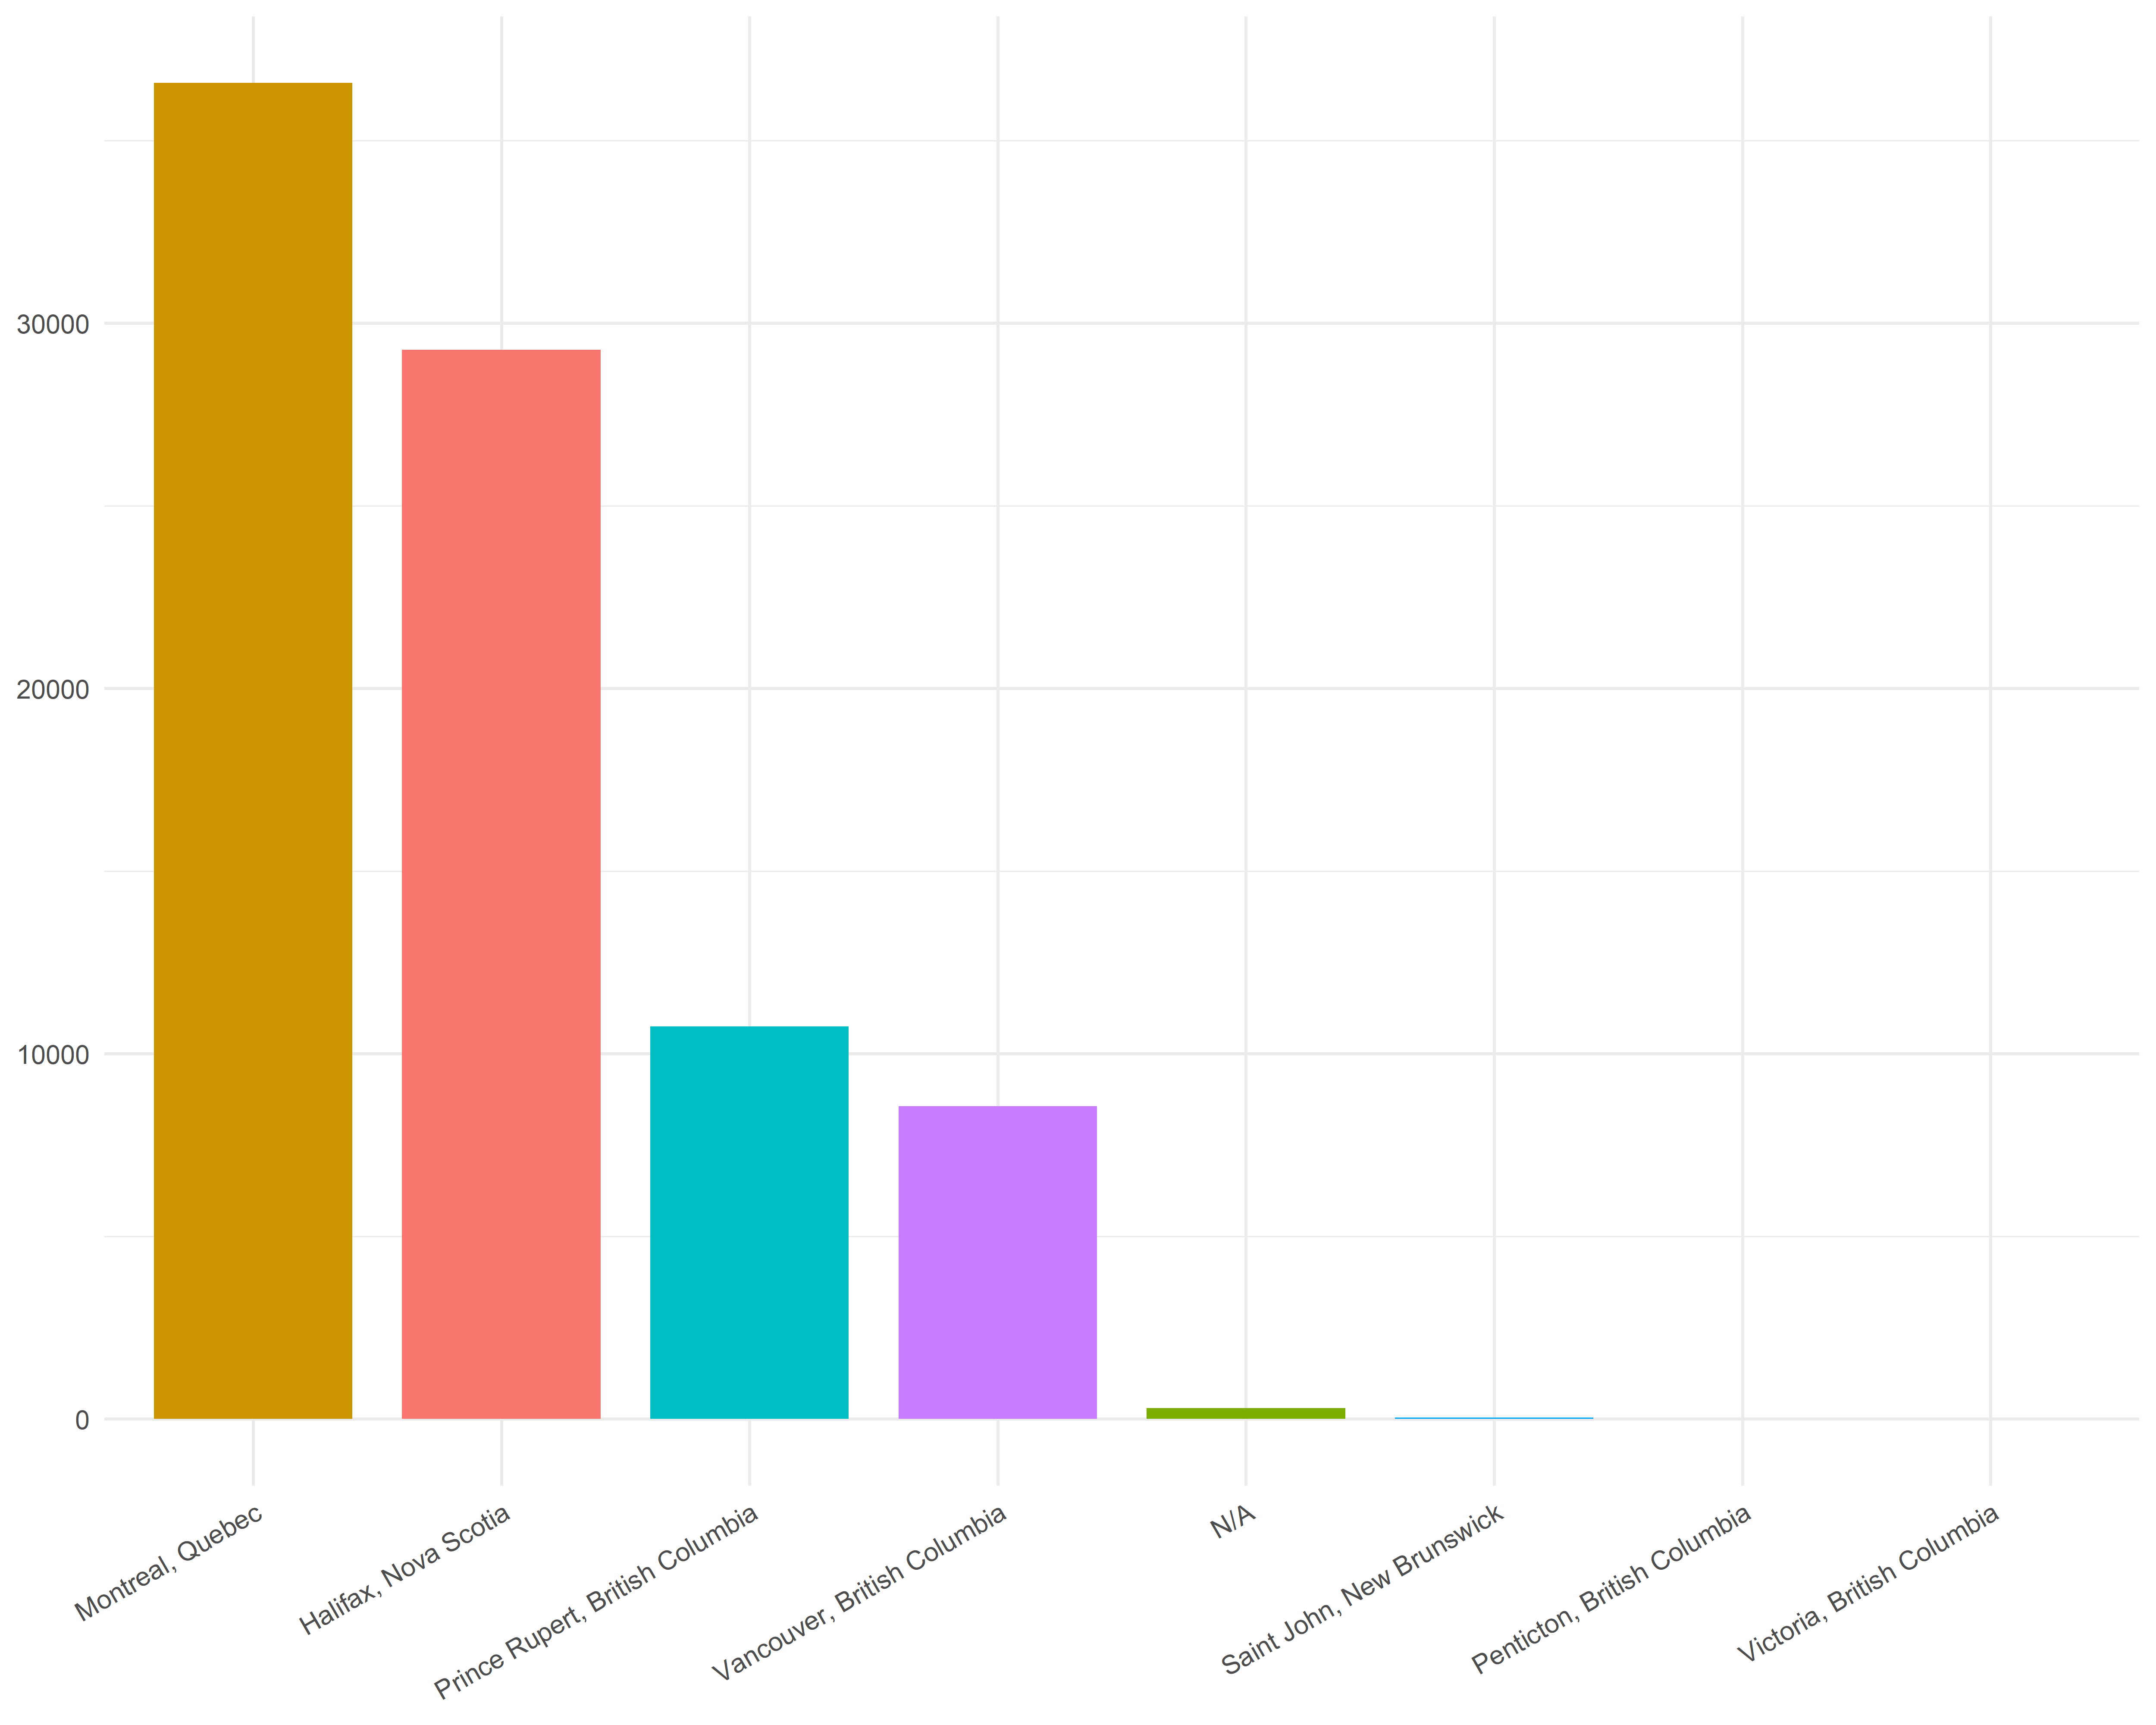 30000
20000
10000
0
Montreal, Quebec
Halifax, Nova Scotia
Prince Rupert, British Columbia
Vancouver, British Columbia
N/A
Saint John, New Brunswick
Penticton, British Columbia
Victoria, British Columbia